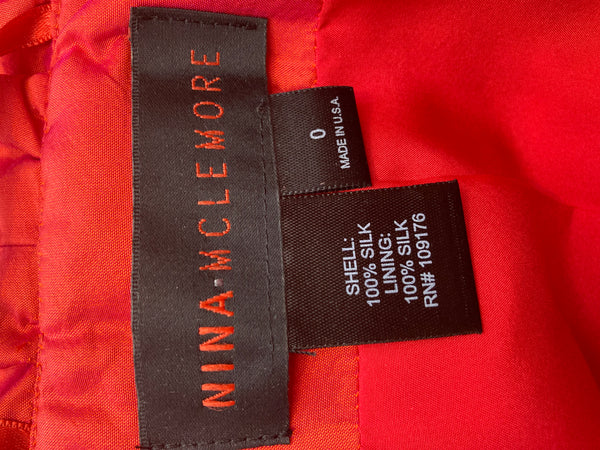 NINA·MCLEMORE
0
MADE IN U.S.A.
SHELL:
100% SILK
LINING:
100% SILK
RN# 109176